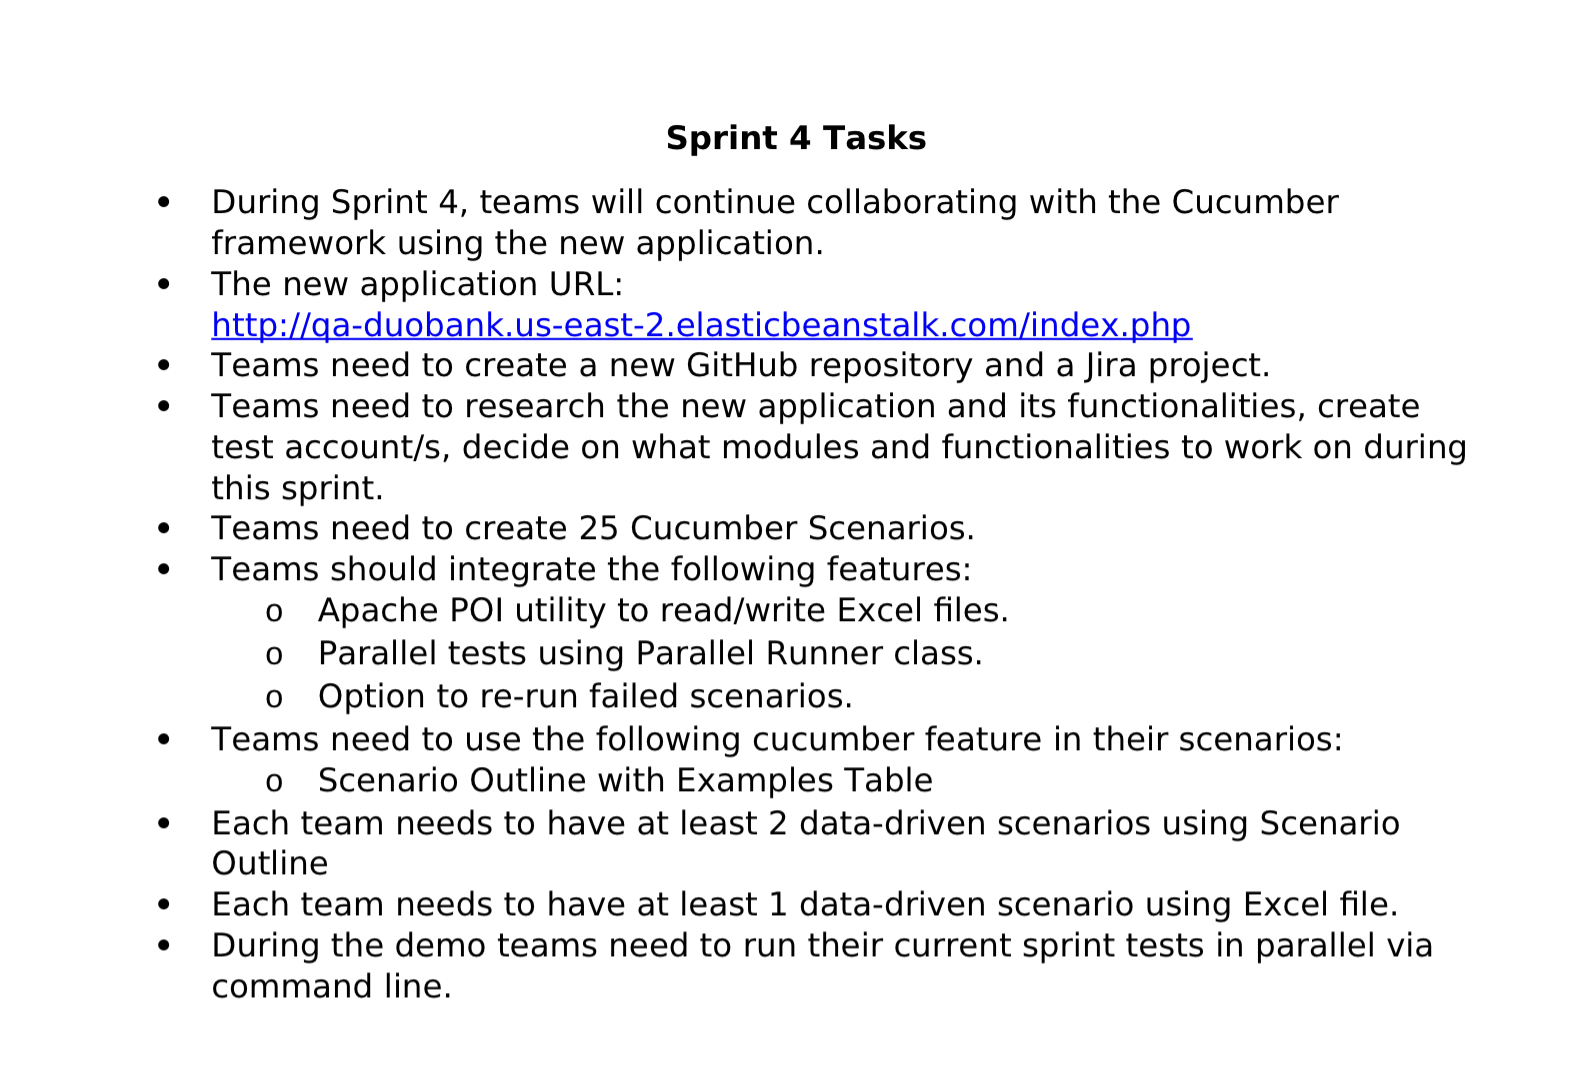 Sprint 4 Tasks
• During Sprint 4, teams will continue collaborating with the Cucumber
framework using the new application.
• The new application URL:
http://qa-duobank.us-east-2.elasticbeanstalk.com/index.php
• Teams need to create a new GitHub repository and a Jira project.
• Teams need to research the new application and its functionalities, create
test account/s, decide on what modules and functionalities to work on during
this sprint.
• Teams need to create 25 Cucumber Scenarios.
• Teams should integrate the following features:
o Apache POI utility to read/write Excel files.
o Parallel tests using Parallel Runner class.
o Option to re-run failed scenarios.
• Teams need to use the following cucumber feature in their scenarios:
o Scenario Outline with Examples Table
• Each team needs to have at least 2 data-driven scenarios using Scenario
Outline
• Each team needs to have at least 1 data-driven scenario using Excel file.
• During the demo teams need to run their current sprint tests in parallel via
command line.